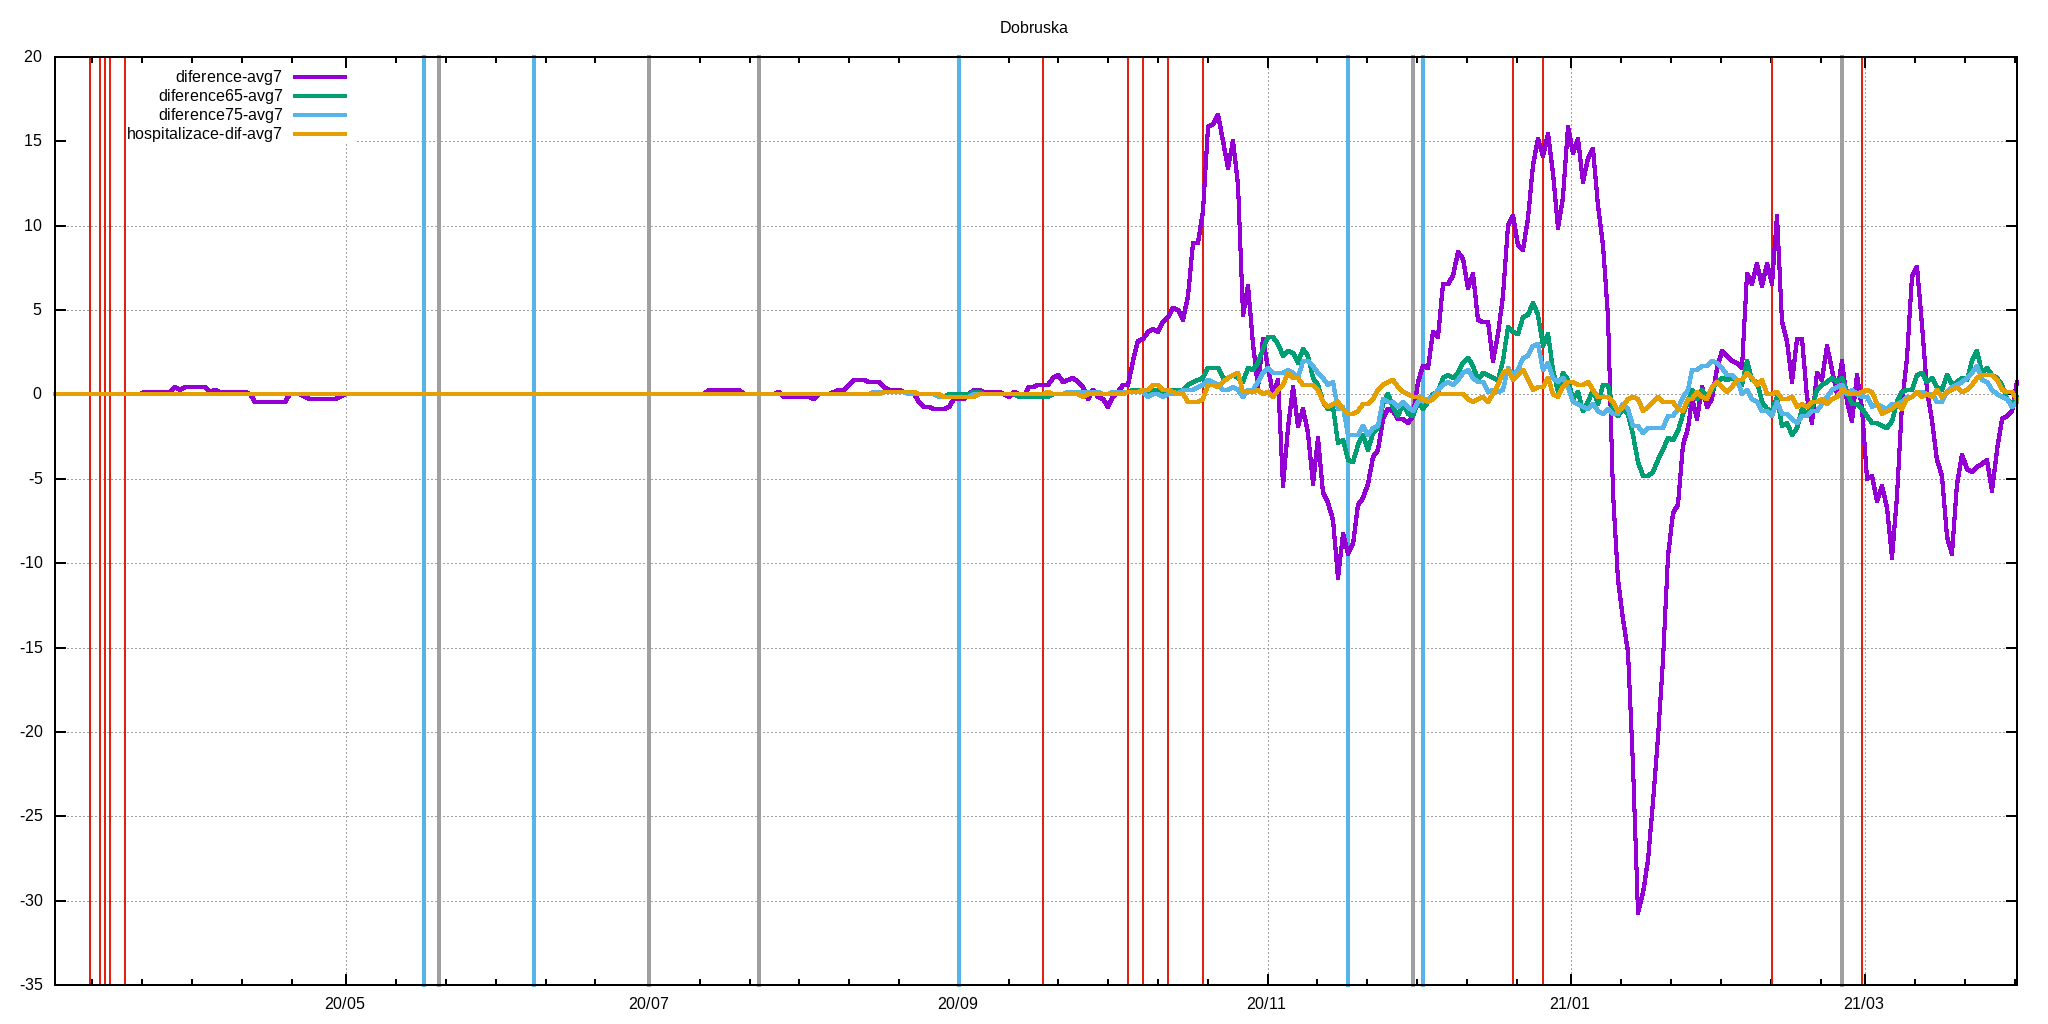 Dobruska
20
15
10
5
0
-5
-10
-15
-20
-25
-30
-35
diference-avg7
diference65-avg7
diference75-avg7
hospitalizace-dif-avg7
20/05 20/07 20/09 20/11 21/01 21/03